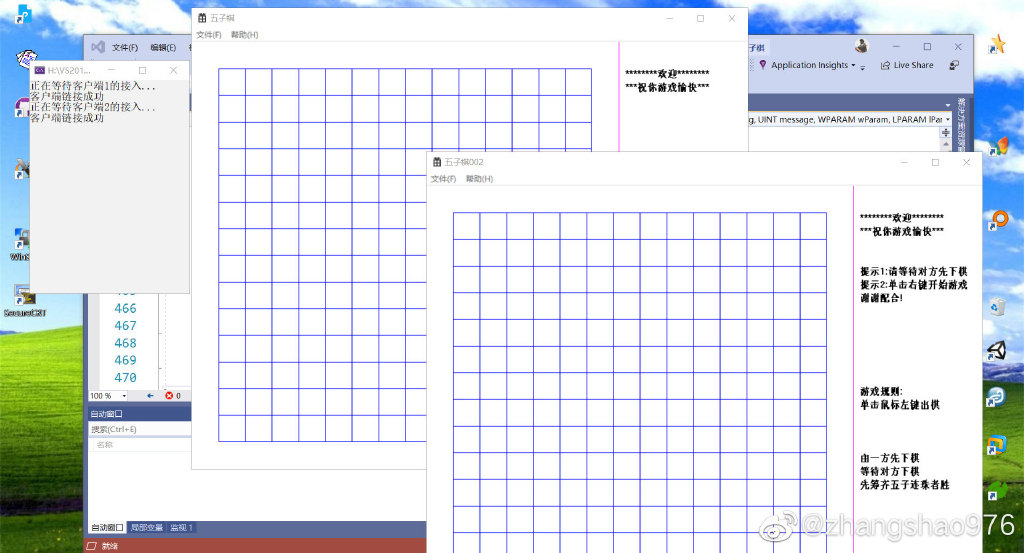 五子棋
文件(F) 帮助(H)
********欢迎********
***祝你游戏愉快***
文件(F) 编辑(E)
子棋
Application Insights
Live Share
H:\VS201...
正在等待客户端1的接入...
客户端链接成功
正在等待客户端2的接入...
客户端链接成功
g, UINT message, WPARAM wParam, LPARAM lPar
五子棋002
文件(F) 帮助(H)
********欢迎********
***祝你游戏愉快***
提示1:请等待对方先下棋
提示2:单击右键开始游戏
谢谢配合!
游戏规则:
单击鼠标左键出棋
由一方先下棋
等待对方下棋
先筹齐五子连珠者胜
SecureCRT
466
467
468
469
470
100 %
0
自动窗口
搜索(Ctrl+E)
名称
自动窗口 局部变量 监视 1
就绪
@zhangshao976